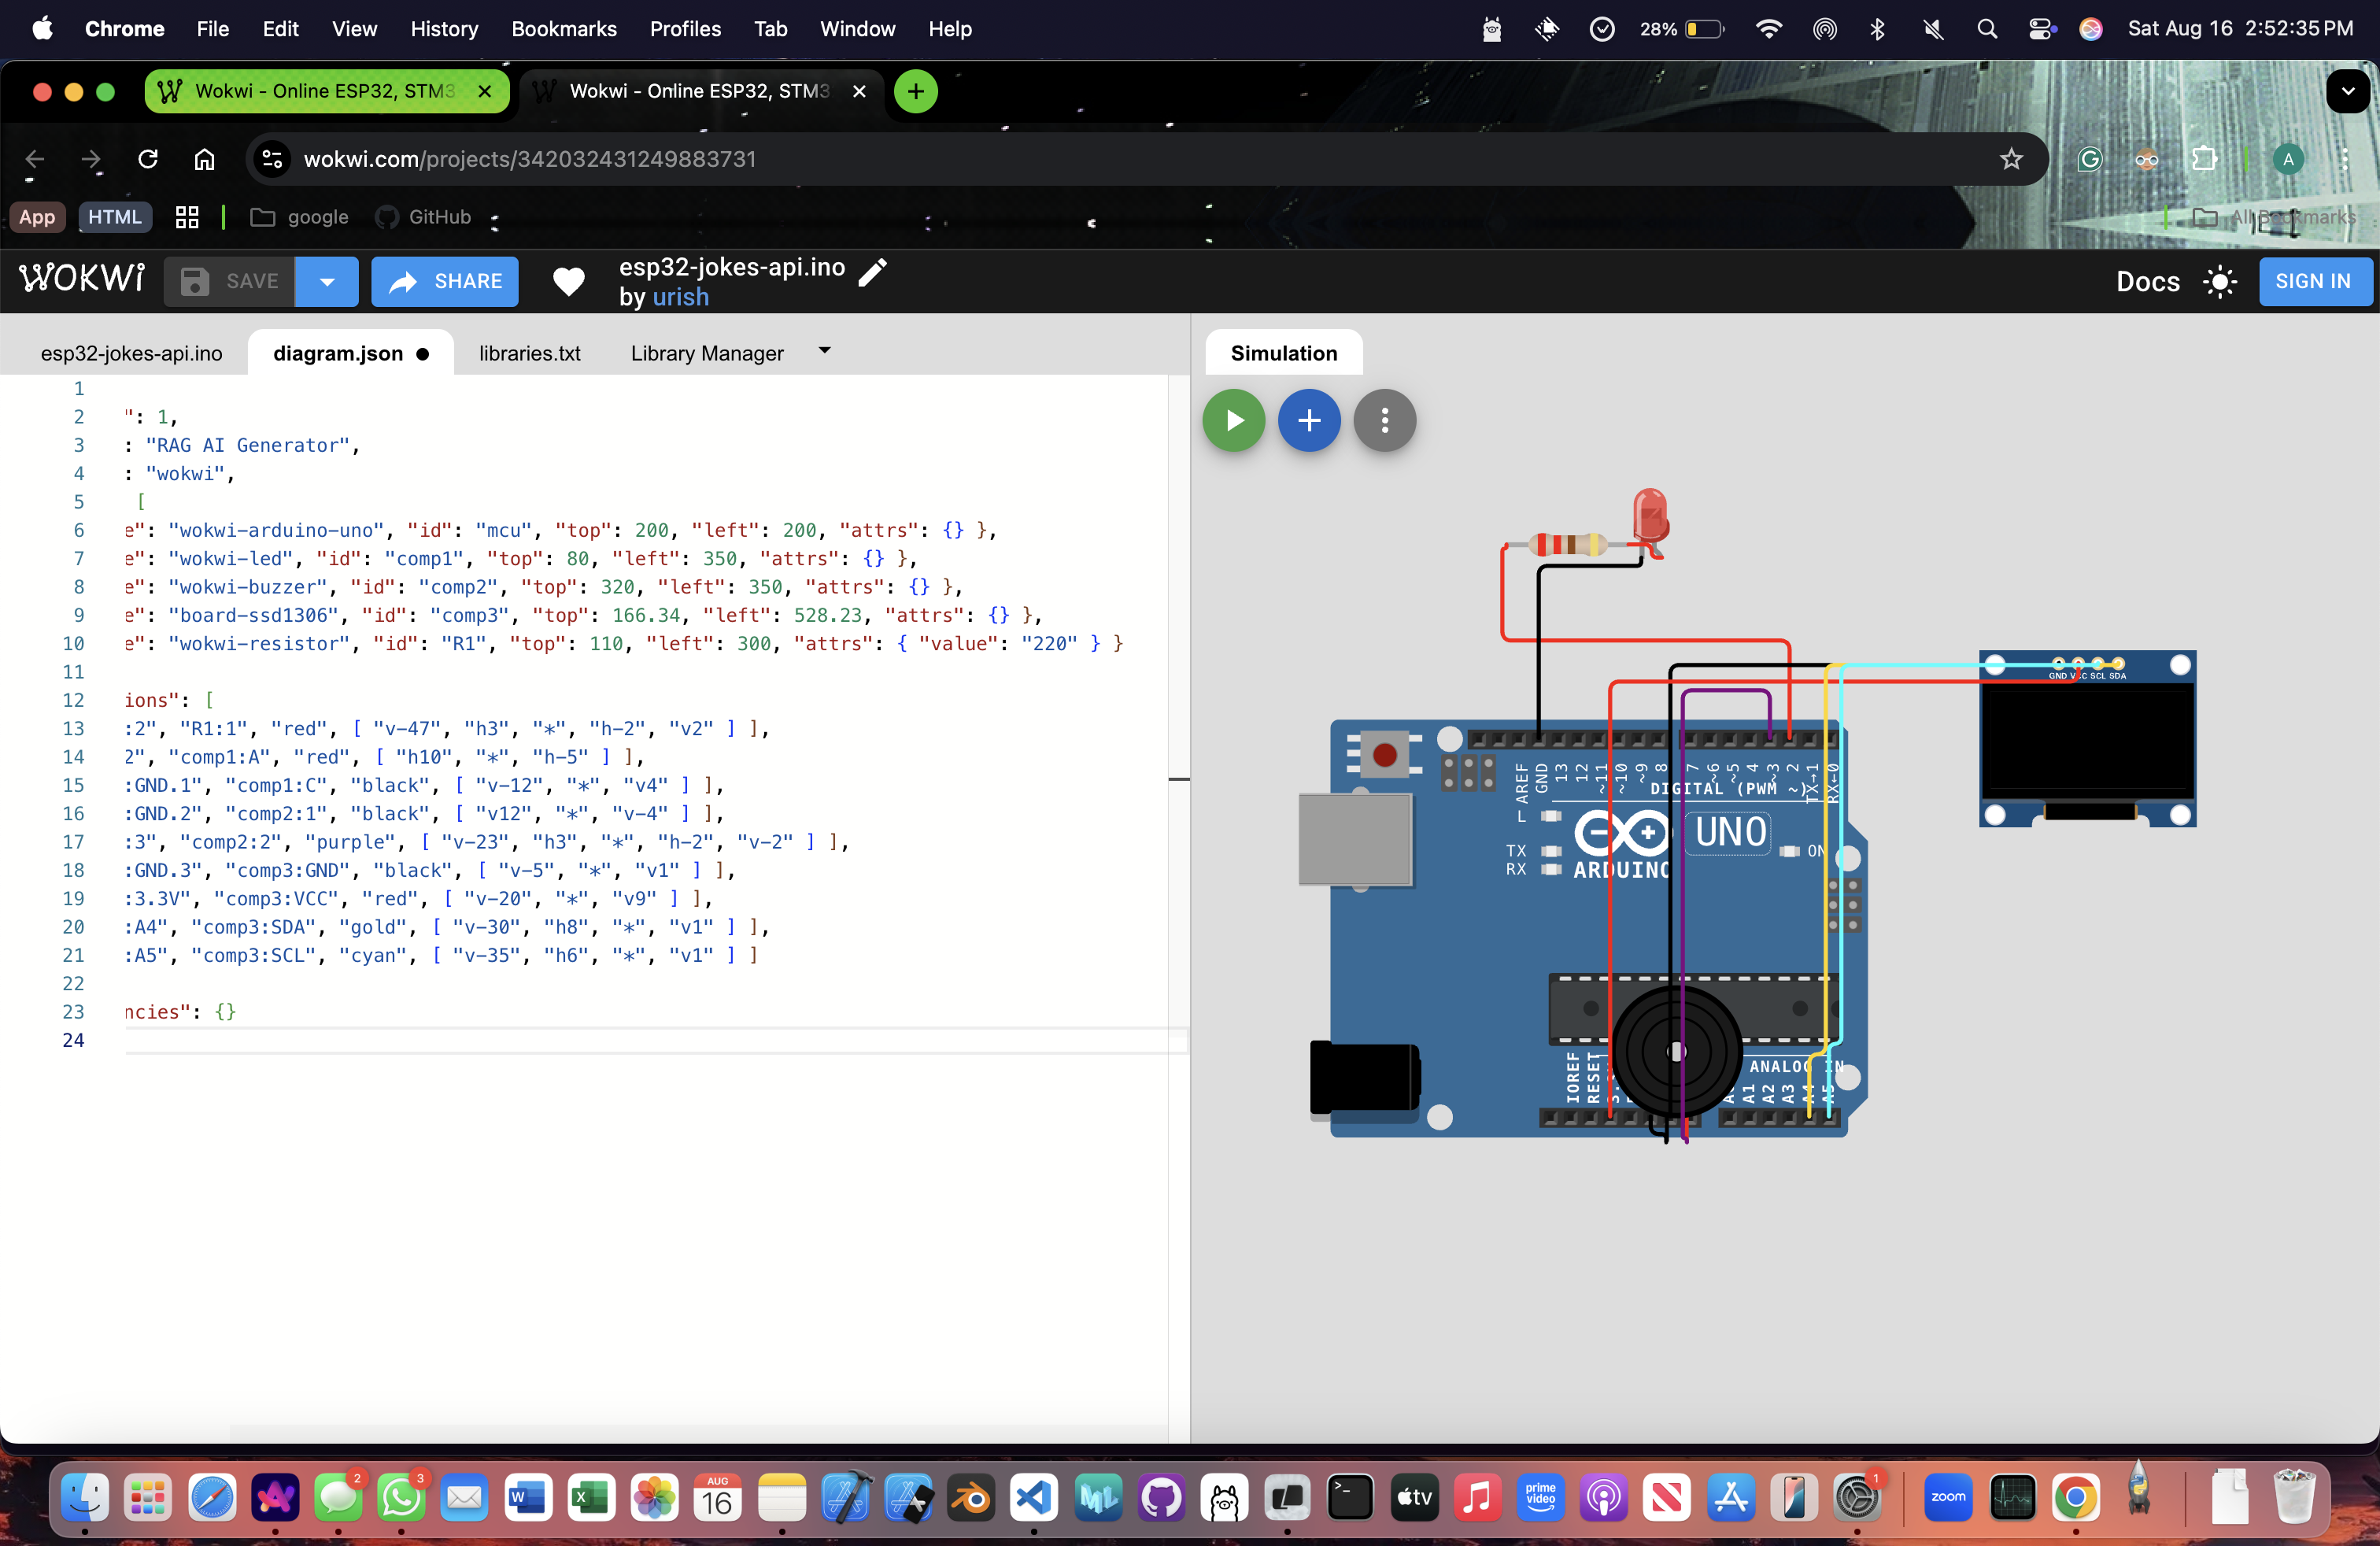 Chrome File Edit View History Bookmarks Profiles Tab Window Help 28% Sat Aug 16 2:52:35 PM
Wokwi - Online ESP32, STM3 Wokwi - Online ESP32, STM3
wokwi.com/projects/342032431249883731 A
App HTML google GitHub All Bookmarks
WOKWi SAVE SHARE esp32-jokes-api.ino by urish Docs SIGN IN
esp32-jokes-api.ino diagram.json ● libraries.txt Library Manager Simulation
1
2 ": 1,
3 : "RAG AI Generator",
4 : "wokwi",
5 [
6 e": "wokwi-arduino-uno", "id": "mcu", "top": 200, "left": 200, "attrs": {} },
7 e": "wokwi-led", "id": "comp1", "top": 80, "left": 350, "attrs": {} },
8 e": "wokwi-buzzer", "id": "comp2", "top": 320, "left": 350, "attrs": {} },
9 e": "board-ssd1306", "id": "comp3", "top": 166.34, "left": 528.23, "attrs": {} },
10 e": "wokwi-resistor", "id": "R1", "top": 110, "left": 300, "attrs": { "value": "220" } }
11
12 ions": [
13 :2", "R1:1", "red", [ "v-47", "h3", "*", "h-2", "v2" ] ],
14 2", "comp1:A", "red", [ "h10", "*", "h-5" ] ],
15 :GND.1", "comp1:C", "black", [ "v-12", "*", "v4" ] ],
16 :GND.2", "comp2:1", "black", [ "v12", "*", "v-4" ] ],
17 :3", "comp2:2", "purple", [ "v-23", "h3", "*", "h-2", "v-2" ] ],
18 :GND.3", "comp3:GND", "black", [ "v-5", "*", "v1" ] ],
19 :3.3V", "comp3:VCC", "red", [ "v-20", "*", "v9" ] ],
20 :A4", "comp3:SDA", "gold", [ "v-30", "h8", "*", "v1" ] ],
21 :A5", "comp3:SCL", "cyan", [ "v-35", "h6", "*", "v1" ] ]
22
23 ncies": {}
24
GND VCC SCL SDA
AREF GND 13 12 ~11 ~10 ~9 8 7 ~6 ~5 4 ~3 2 TX→1 RX←0
DIGITAL (PWM ~)
L
UNO
TX ON
RX ARDUINO
IOREF RESET A1 A2 A3 A4 A5
ANALOG IN
2 3 AUG 16 tv prime video 1 zoom